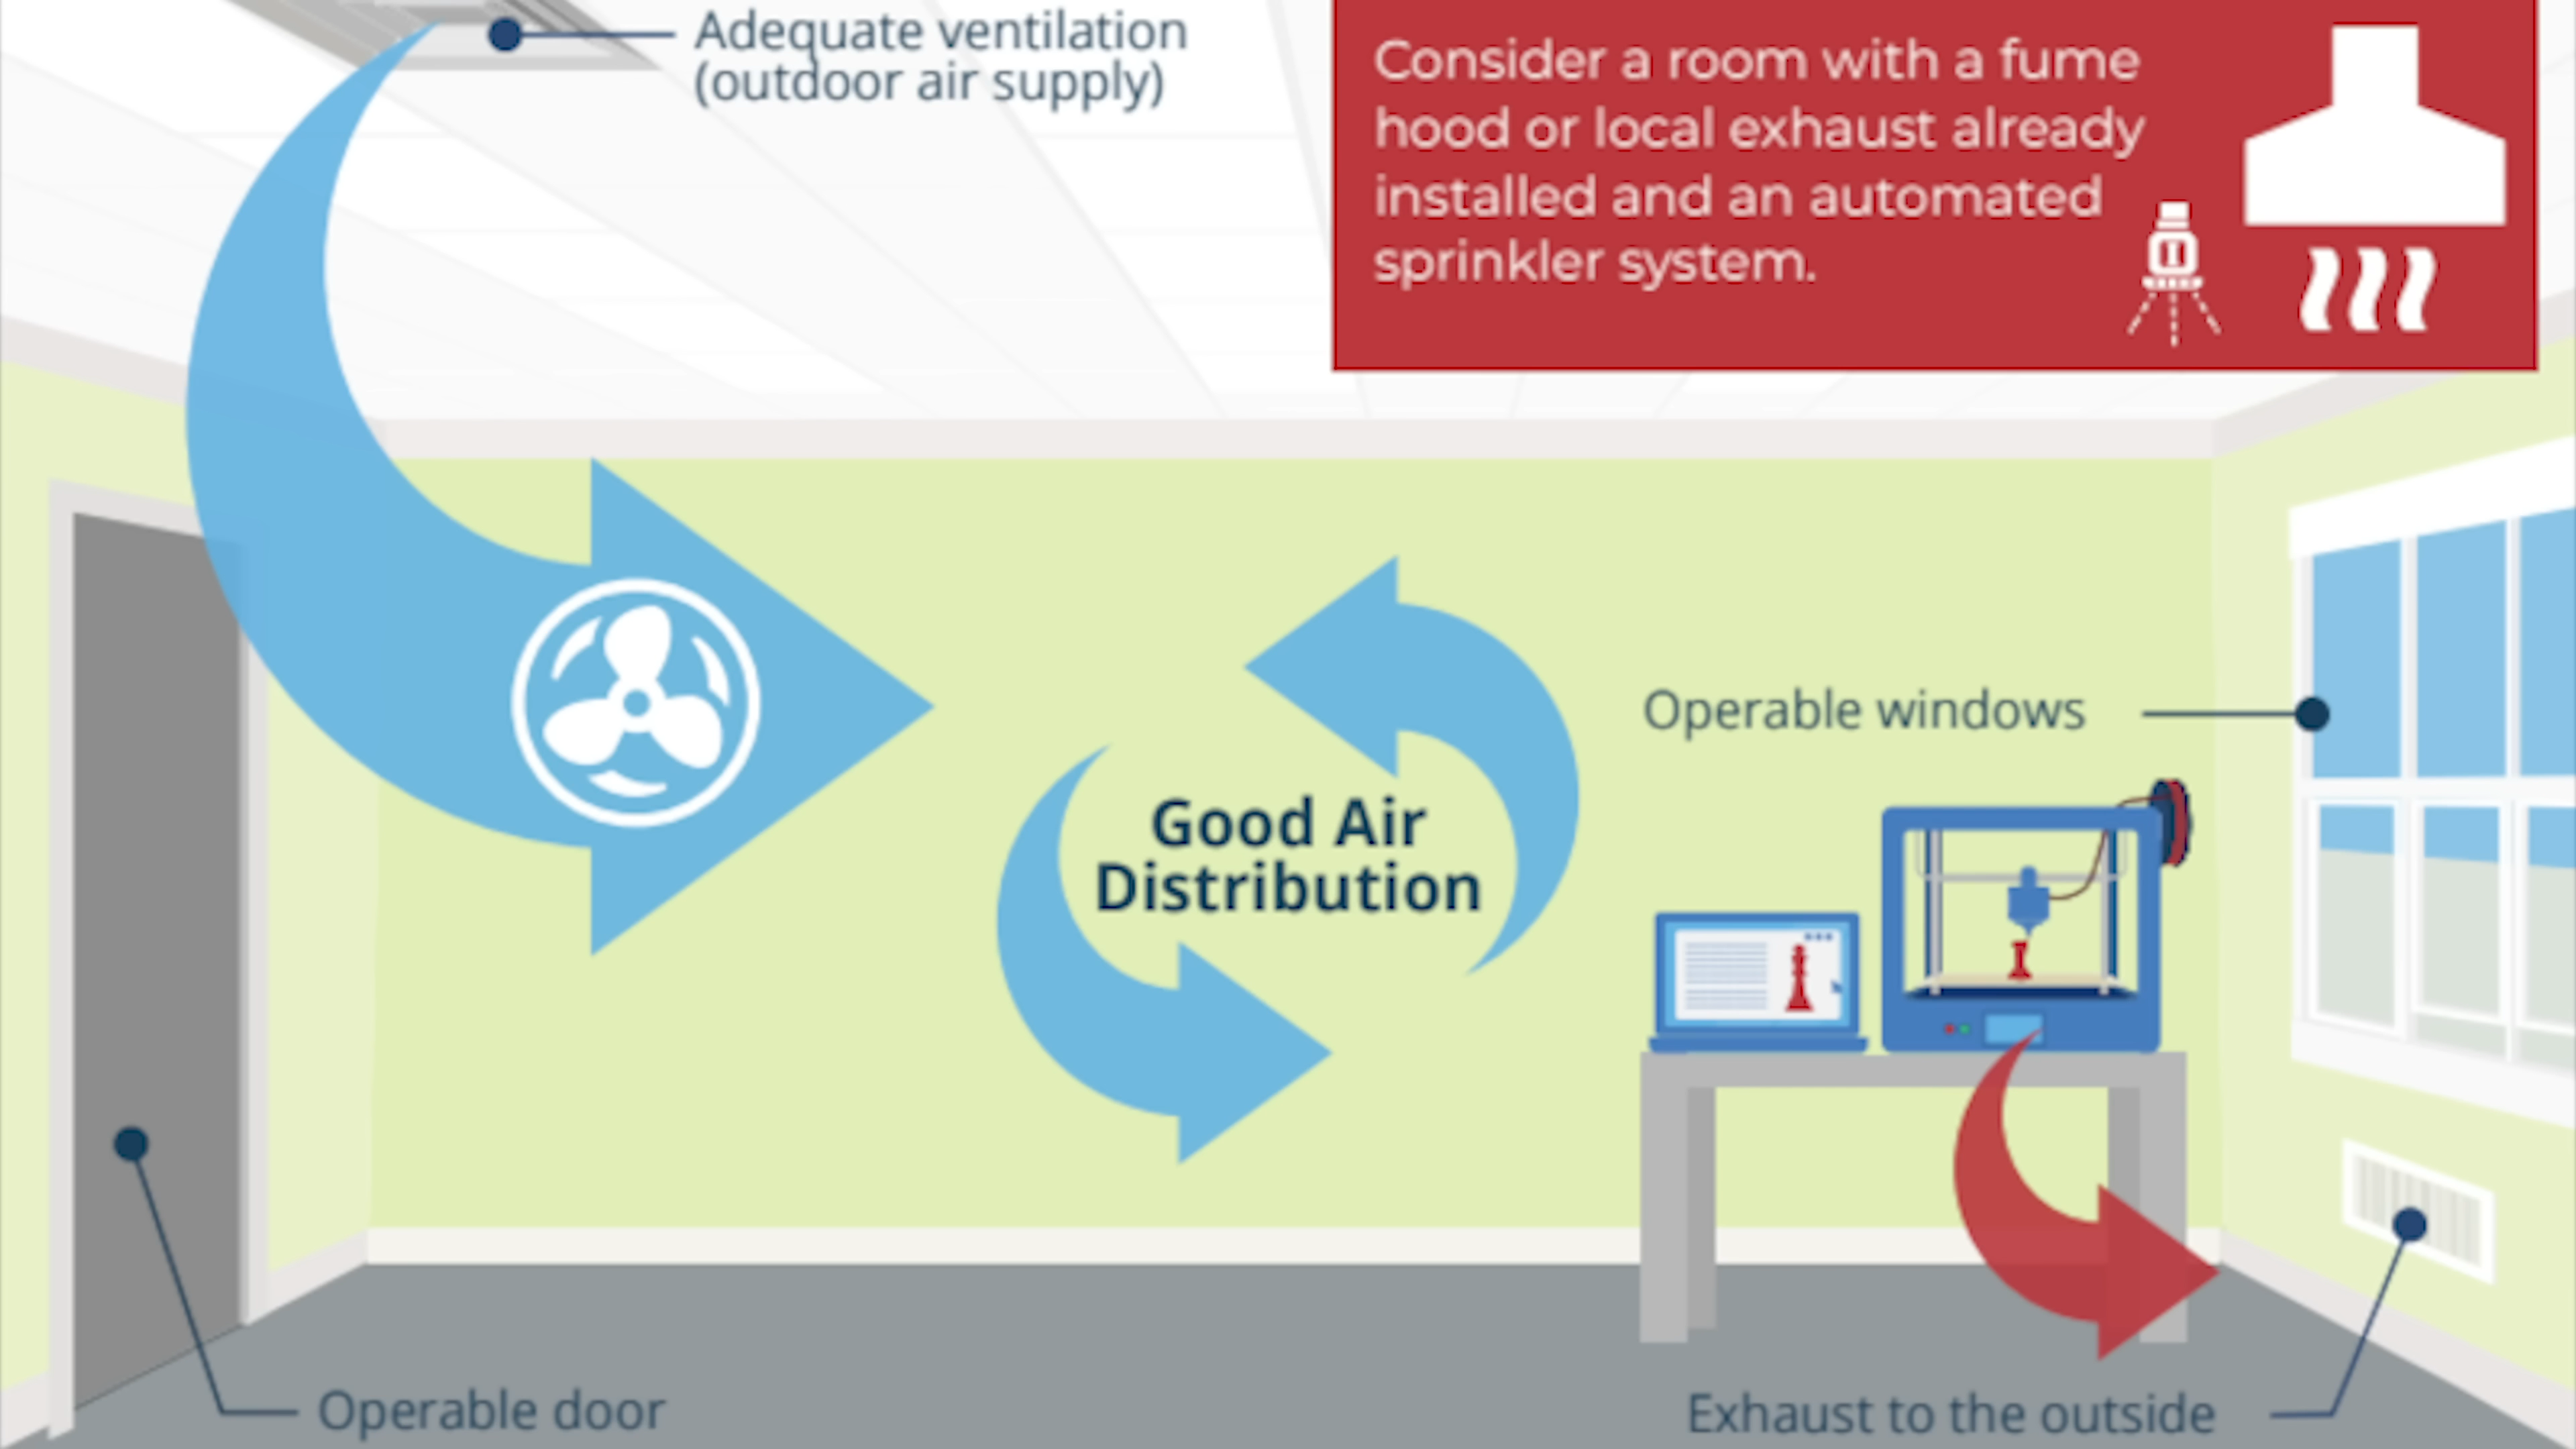 Adequate ventilation
(outdoor air supply)
Consider a room with a fume
hood or local exhaust already
installed and an automated
sprinkler system.
Operable windows
Good Air
Distribution
Operable door
Exhaust to the outside